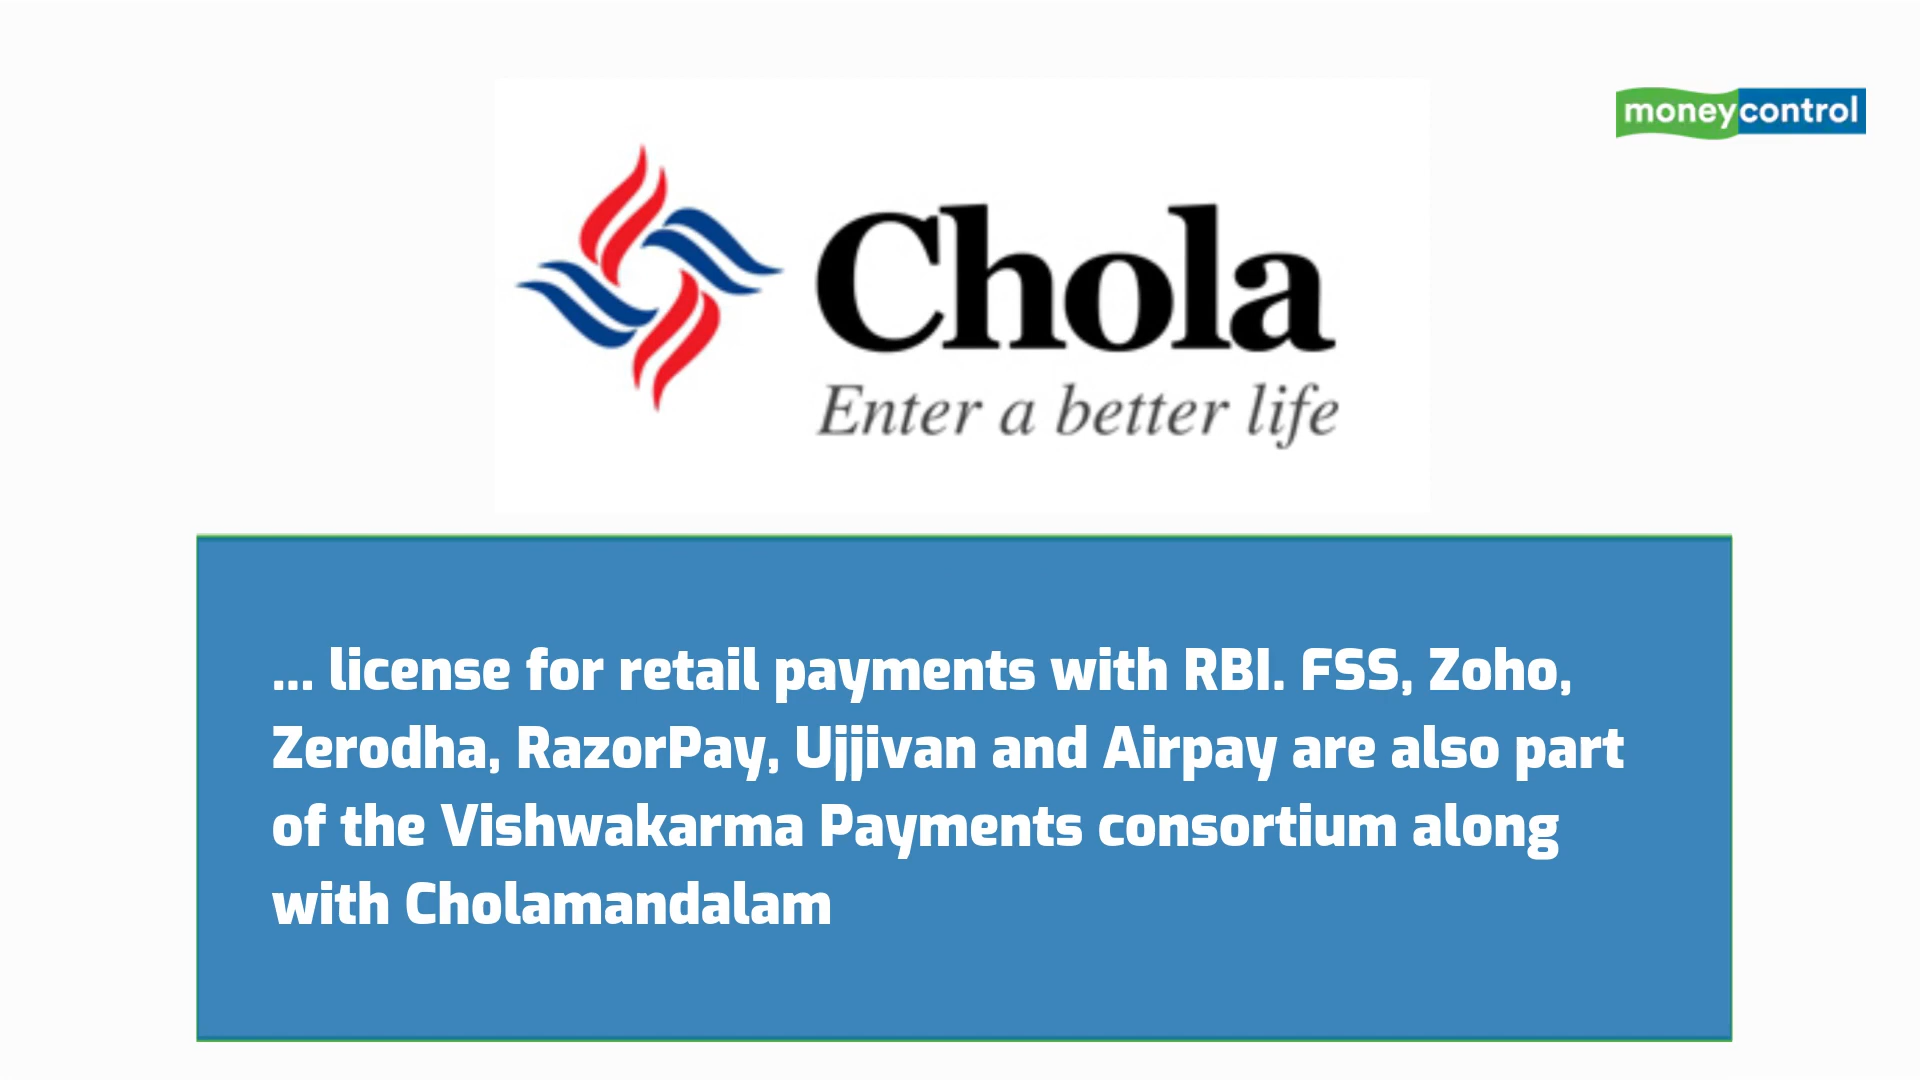 moneycontrol
Chola
Enter a better life
... license for retail payments with RBI. FSS, Zoho,
Zerodha, RazorPay, Ujjivan and Airpay are also part
of the Vishwakarma Payments consortium along
with Cholamandalam